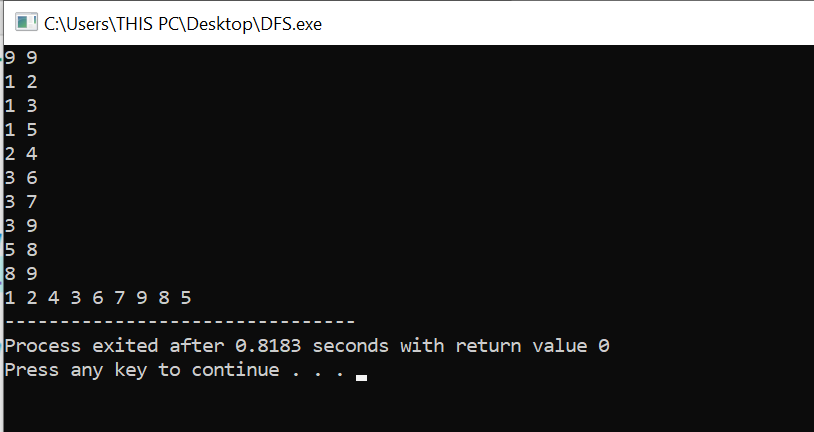 C:\Users\THIS PC\Desktop\DFS.exe
9 9
1 2
1 3
1 5
2 4
3 6
3 7
3 9
5 8
8 9
1 2 4 3 6 7 9 8 5
--------------------------------
Process exited after 0.8183 seconds with return value 0
Press any key to continue . . .